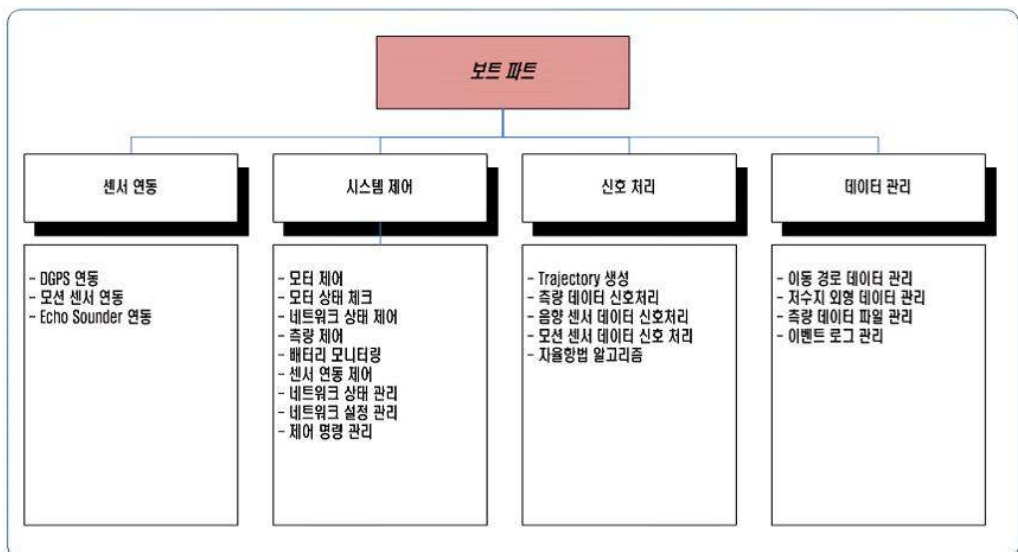 보트 파트
센서 연동
시스템 제어
신호 처리
데이터 관리
- DGPS 연동
- 모션 센서 연동
- Echo Sounder 연동
- 모터 제어
- 모터 상태 체크
- 네트워크 상태 제어
- 측량 제어
- 배터리 모니터링
- 센서 연동 제어
- 네트워크 상태 관리
- 네트워크 설정 관리
- 제어 명령 관리
- Trajectory 생성
- 측량 데이터 신호처리
- 음향 센서 데이터 신호처리
- 모션 센서 데이터 신호 처리
- 자율항법 알고리즘
- 이동 경로 데이터 관리
- 저수지 외형 데이터 관리
- 측량 데이터 파일 관리
- 이벤트 로그 관리